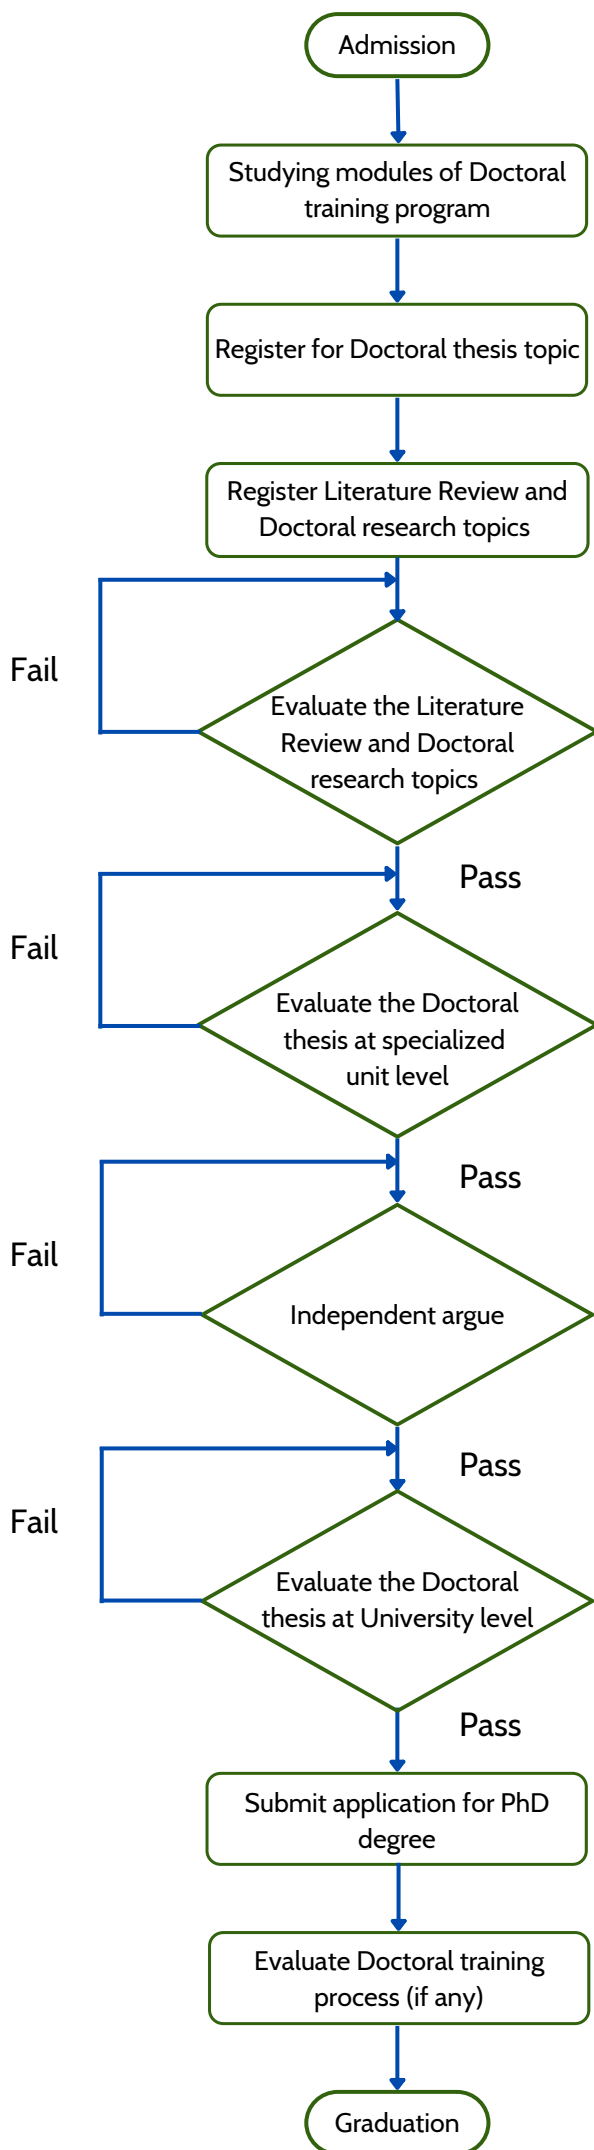 Admission
Studying modules of Doctoral
training program
Register for Doctoral thesis topic
Register Literature Review and
Doctoral research topics
Fail
Evaluate the Literature
Review and Doctoral
research topics
Pass
Fail
Evaluate the Doctoral
thesis at specialized
unit level
Pass
Fail
Independent argue
Pass
Fail
Evaluate the Doctoral
thesis at University level
Pass
Submit application for PhD
degree
Evaluate Doctoral training
process (if any)
Graduation